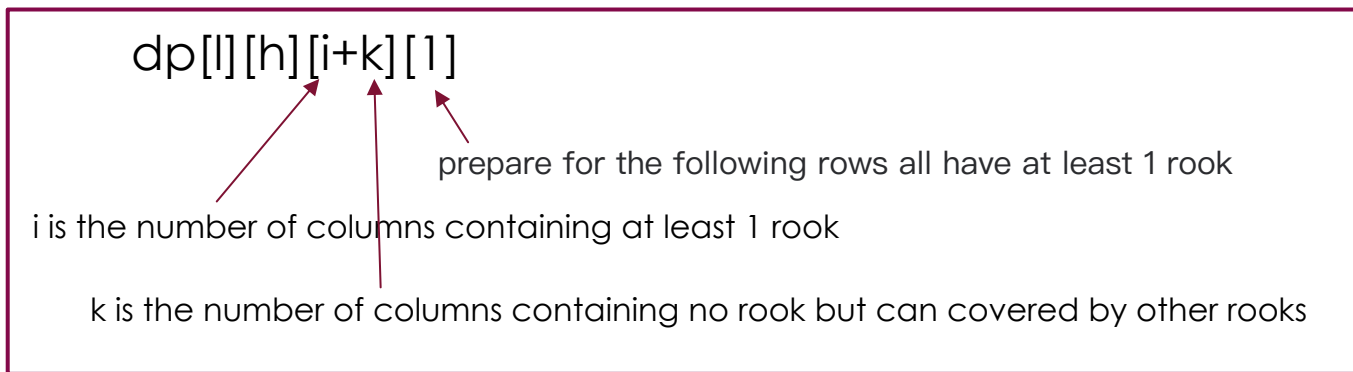 dp[l][h][i+k][1]
prepare for the following rows all have at least 1 rook
i is the number of columns containing at least 1 rook
k is the number of columns containing no rook but can covered by other rooks